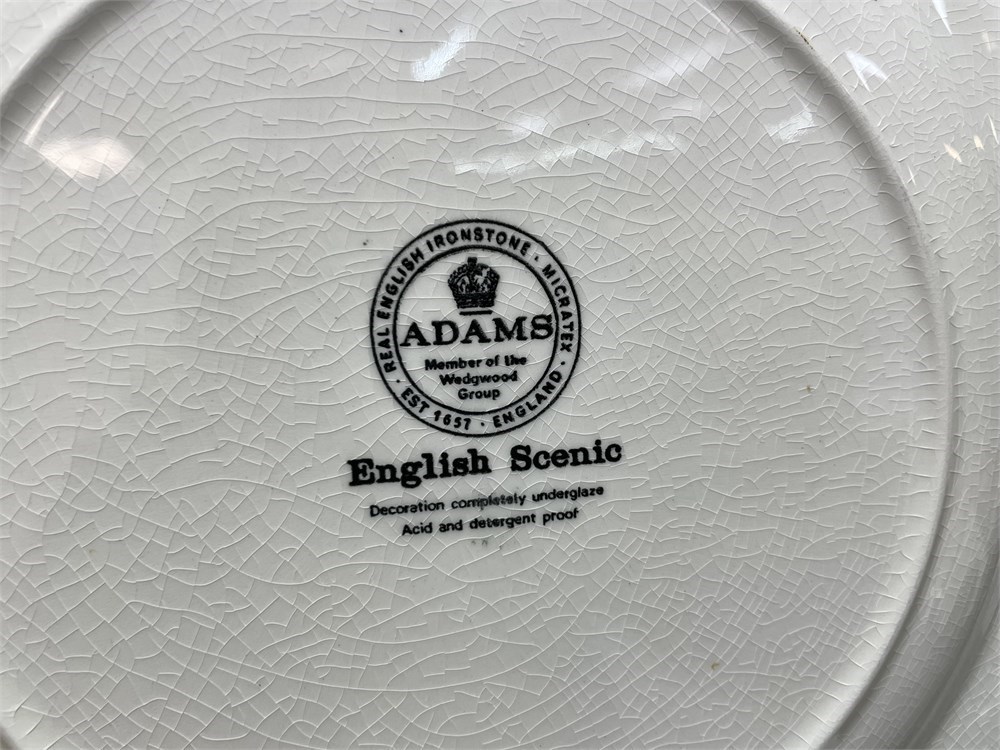 REAL ENGLISH IRONSTONE · MICRATEX ·
EST 1657 · ENGLAND ·
ADAMS
Member of the
Wedgwood
Group
English Scenic
Decoration completely underglaze
Acid and detergent proof